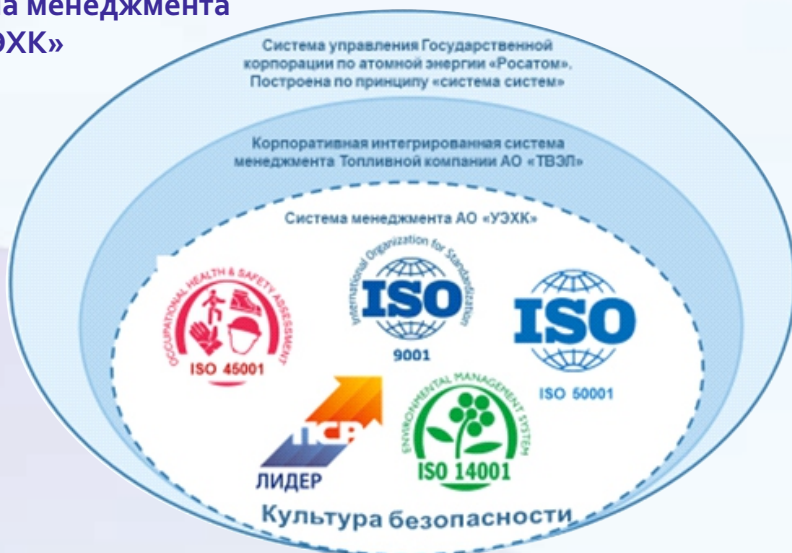 на менеджмента
ЭХК»
Система управления Государственной
корпорации по атомной энергии «Росатом».
Построена по принципу «система систем»
Корпоративная интегрированная система
менеджмента Топливной компании АО «ТВЭЛ»
Система менеджмента АО «УЭХК»
OCCUPATIONAL HEALTH & SAFETY ASSESSMENT
ISO 45001
International Organization for Standardization
ISO
9001
ISO
ISO 50001
ПСР
ЛИДЕР
ENVIRONMENTAL MANAGEMENT SYSTEM
ISO 14001
Культура безопасности